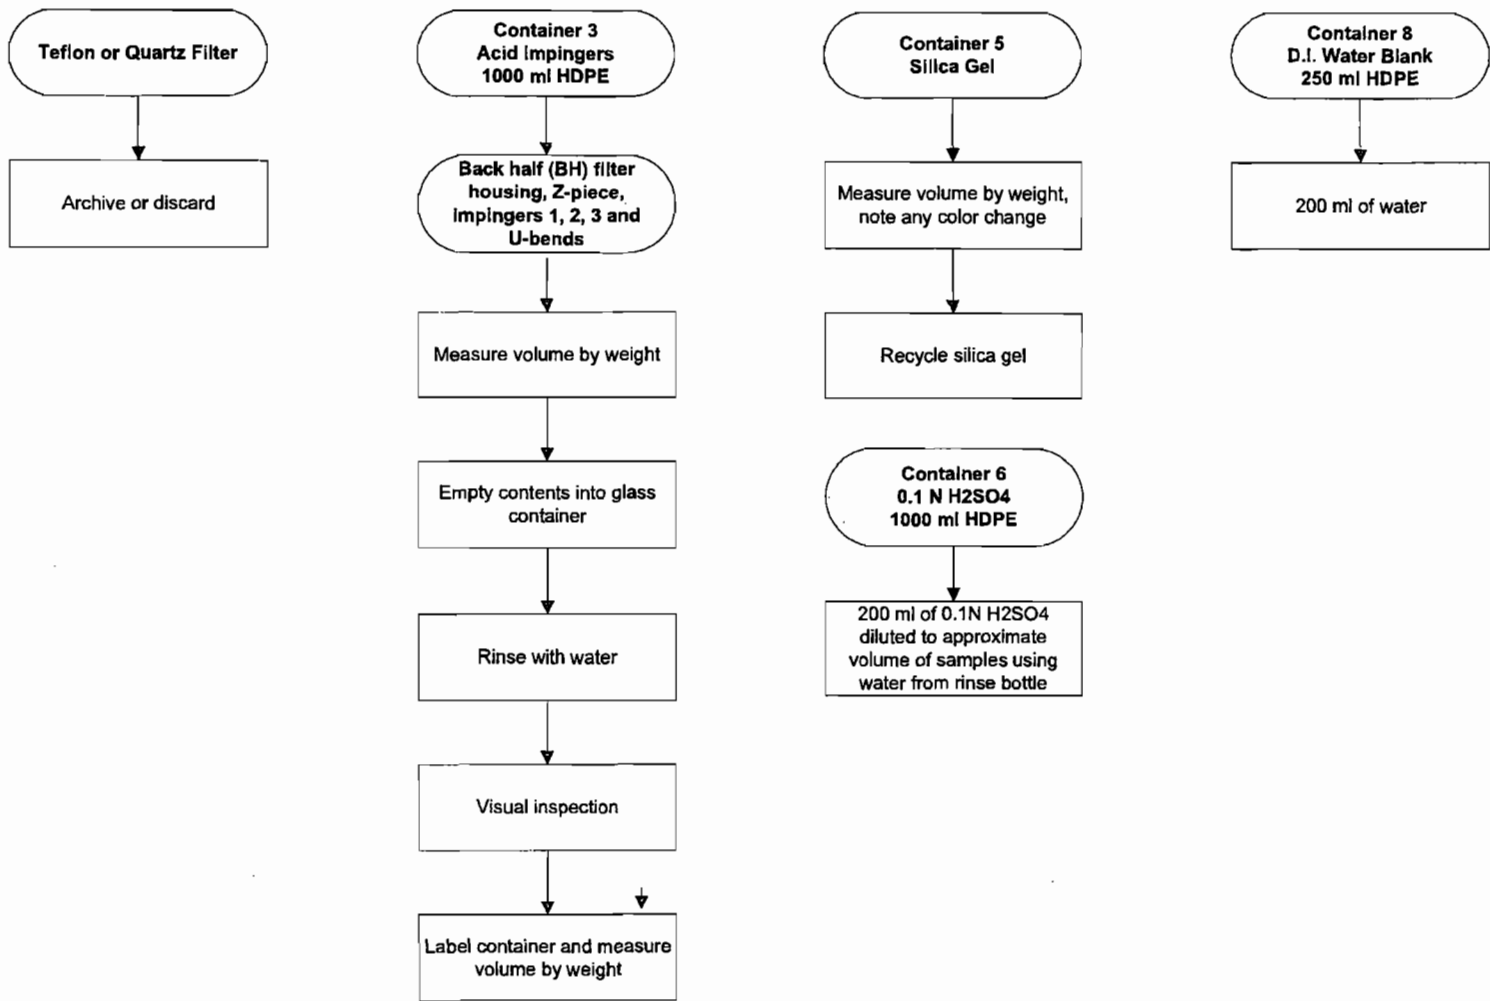 Teflon or Quartz Filter
Archive or discard
Container 3
Acid Impingers
1000 ml HDPE
Back half (BH) filter
housing, Z-piece,
impingers 1, 2, 3 and
U-bends
Measure volume by weight
Empty contents into glass
container
Rinse with water
Visual inspection
Label container and measure
volume by weight
Container 5
Silica Gel
Measure volume by weight,
note any color change
Recycle silica gel
Container 6
0.1 N H2SO4
1000 ml HDPE
200 ml of 0.1N H2SO4
diluted to approximate
volume of samples using
water from rinse bottle
Container 8
D.I. Water Blank
250 ml HDPE
200 ml of water